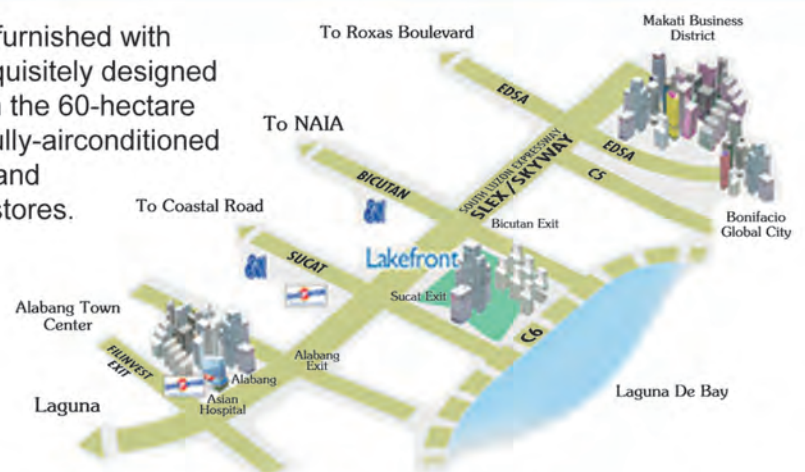 furnished with
quisitely designed
the 60-hectare
ully-airconditioned
and
stores.
To Roxas Boulevard
Makati Business
District
EDSA
To NAIA
SOUTH LUZON EXPRESSWAY
SLEX / SKYWAY
EDSA
C5
BICUTAN
To Coastal Road
Bicutan Exit
Bonifacio
Global City
Lakefront
SUCAT
Sucat Exit
Alabang Town
Center
C6
FILINVEST
EXIT
Alabang
Exit
Alabang
Asian
Hospital
Laguna
Laguna De Bay